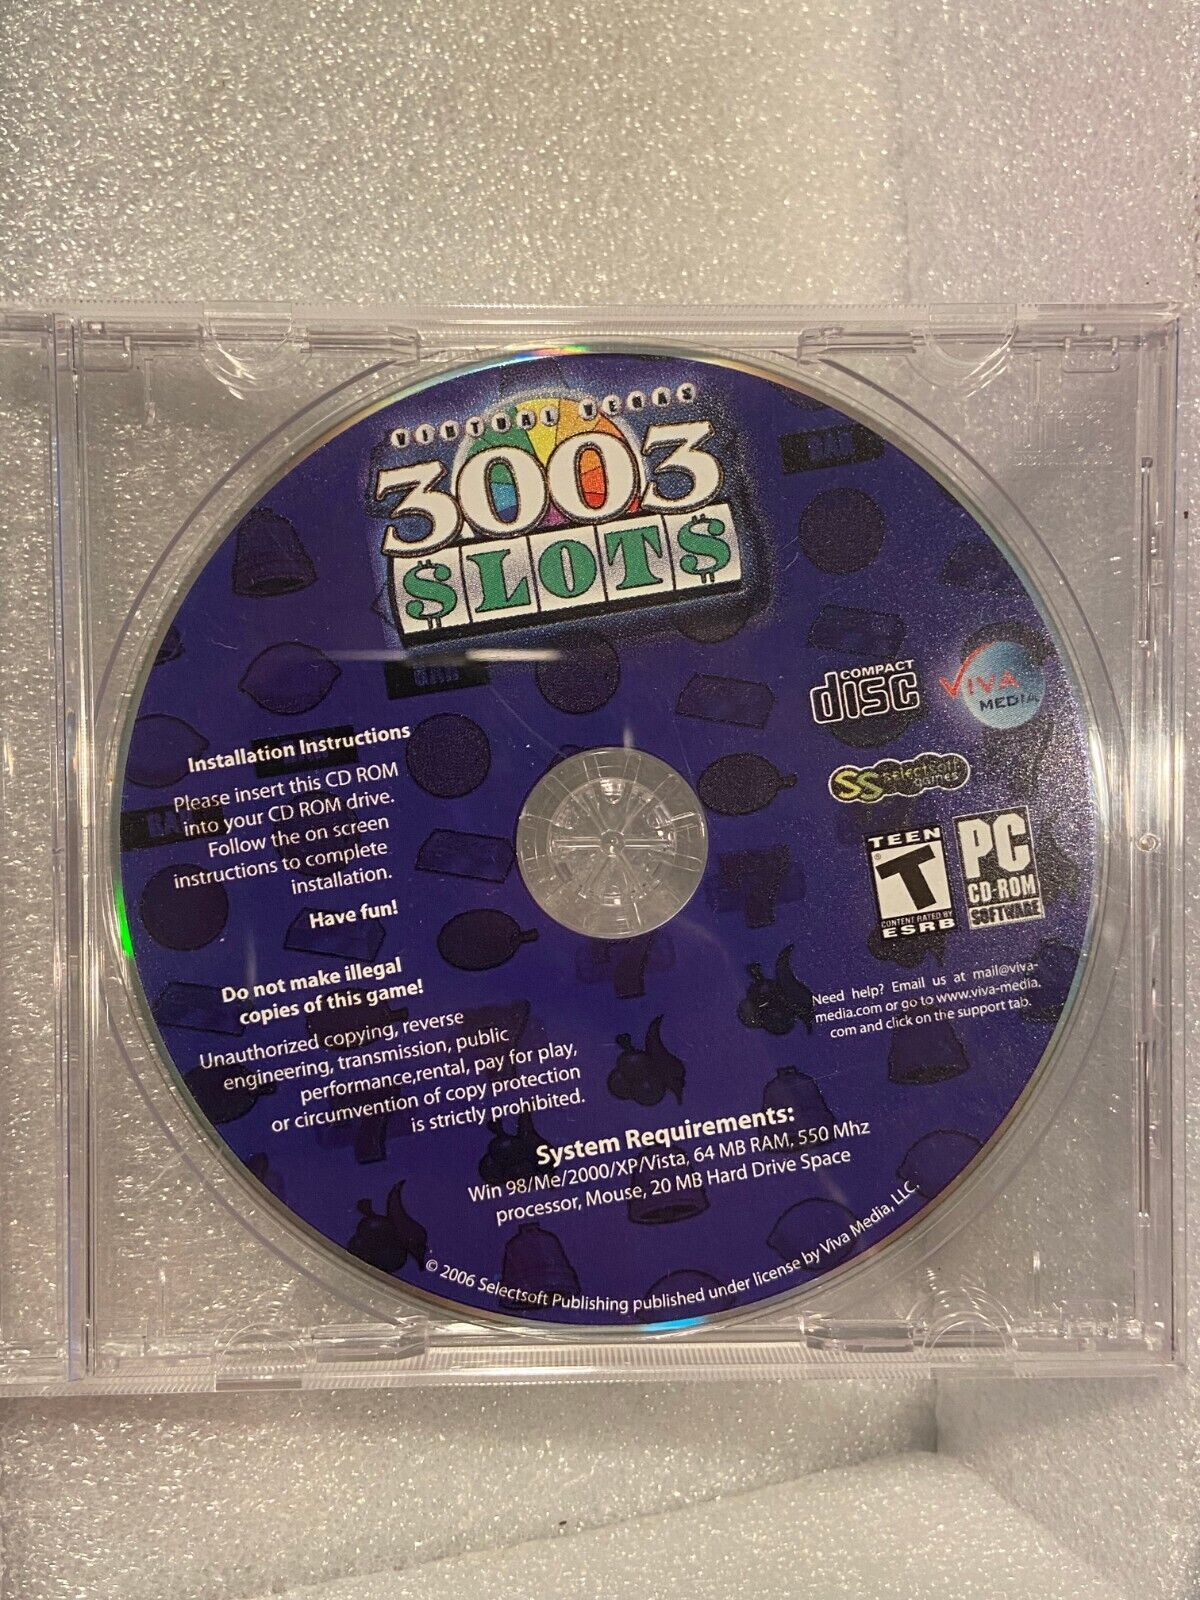 VIRTUAL VEGAS
3,003
$LOT$
BAR
BAR
COMPACT
disc
VIVA
MEDIA
SS selectsoft
games
Installation Instructions
Please insert this CD ROM
into your CD ROM drive.
Follow the on screen
instructions to complete
installation.
Have fun!
TEEN
T
®
CONTENT RATED BY
ESRB
PC
CD-ROM
SOFTWARE
Do not make illegal
copies of this game!
Unauthorized copying, reverse
engineering, transmission, public
performance,rental, pay for play,
or circumvention of copy protection
is strictly prohibited.
Need help? Email us at mail@viva-
media.com or go to www.viva-media.
com and click on the support tab.
System Requirements:
Win 98/Me/2000/XP/Vista, 64 MB RAM, 550 Mhz
processor, Mouse, 20 MB Hard Drive Space
© 2006 Selectsoft Publishing published under license by Viva Media, LLC.